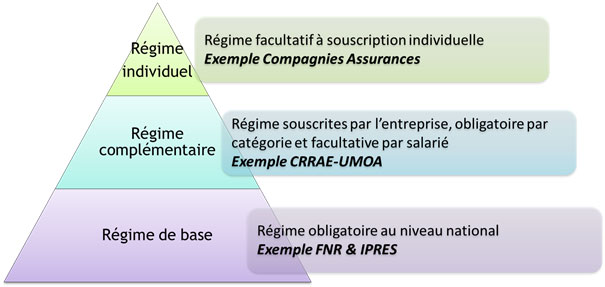 Régime
individuel
Régime facultatif à souscription individuelle
Exemple Compagnies Assurances
Régime
complémentaire
Régime souscrites par l'entreprise, obligatoire par
catégorie et facultative par salarié
Exemple CRRAE-UMOA
Régime de base
Régime obligatoire au niveau national
Exemple FNR & IPRES